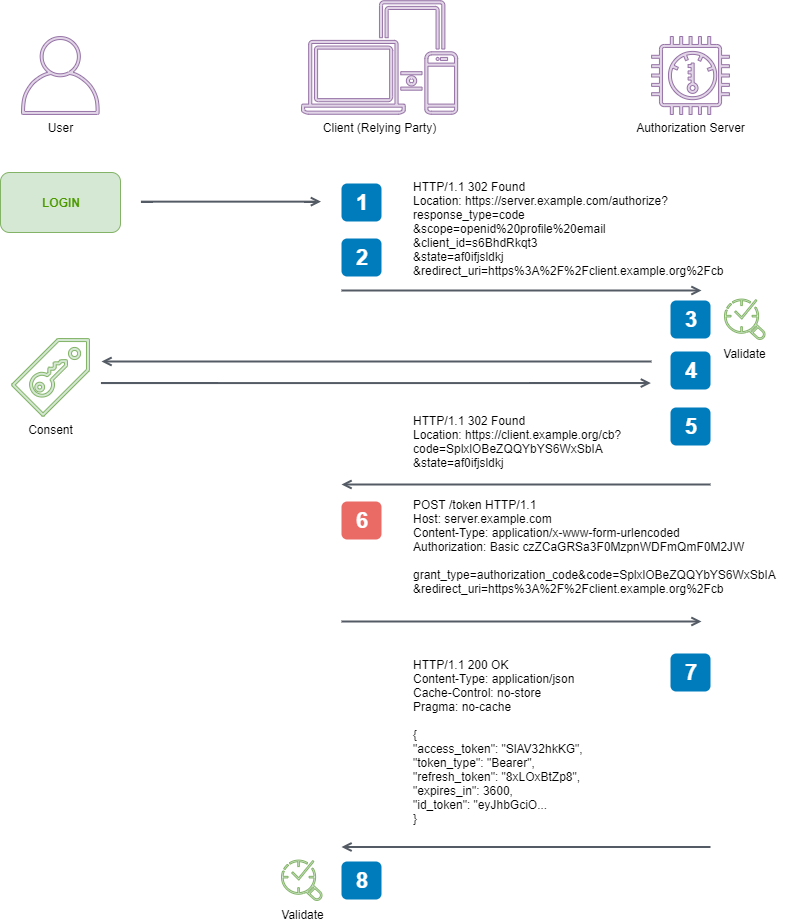 User
Client (Relying Party)
Authorization Server
LOGIN
1
HTTP/1.1 302 Found
Location: https://server.example.com/authorize?
response_type=code
&scope=openid%20profile%20email
&client_id=s6BhdRkqt3
&state=af0ifjsldkj
&redirect_uri=https%3A%2F%2Fclient.example.org%2Fcb
2
3
Validate
4
Consent
5
HTTP/1.1 302 Found
Location: https://client.example.org/cb?
code=SplxlOBeZQQYbYS6WxSbIA
&state=af0ifjsldkj
6
POST /token HTTP/1.1
Host: server.example.com
Content-Type: application/x-www-form-urlencoded
Authorization: Basic czZCaGRSa3F0MzpnWDFmQmF0M2JW
grant_type=authorization_code&code=SplxlOBeZQQYbYS6WxSbIA
&redirect_uri=https%3A%2F%2Fclient.example.org%2Fcb
7
HTTP/1.1 200 OK
Content-Type: application/json
Cache-Control: no-store
Pragma: no-cache
{
"access_token": "SlAV32hkKG",
"token_type": "Bearer",
"refresh_token": "8xLOxBtZp8",
"expires_in": 3600,
"id_token": "eyJhbGciO...
}
8
Validate